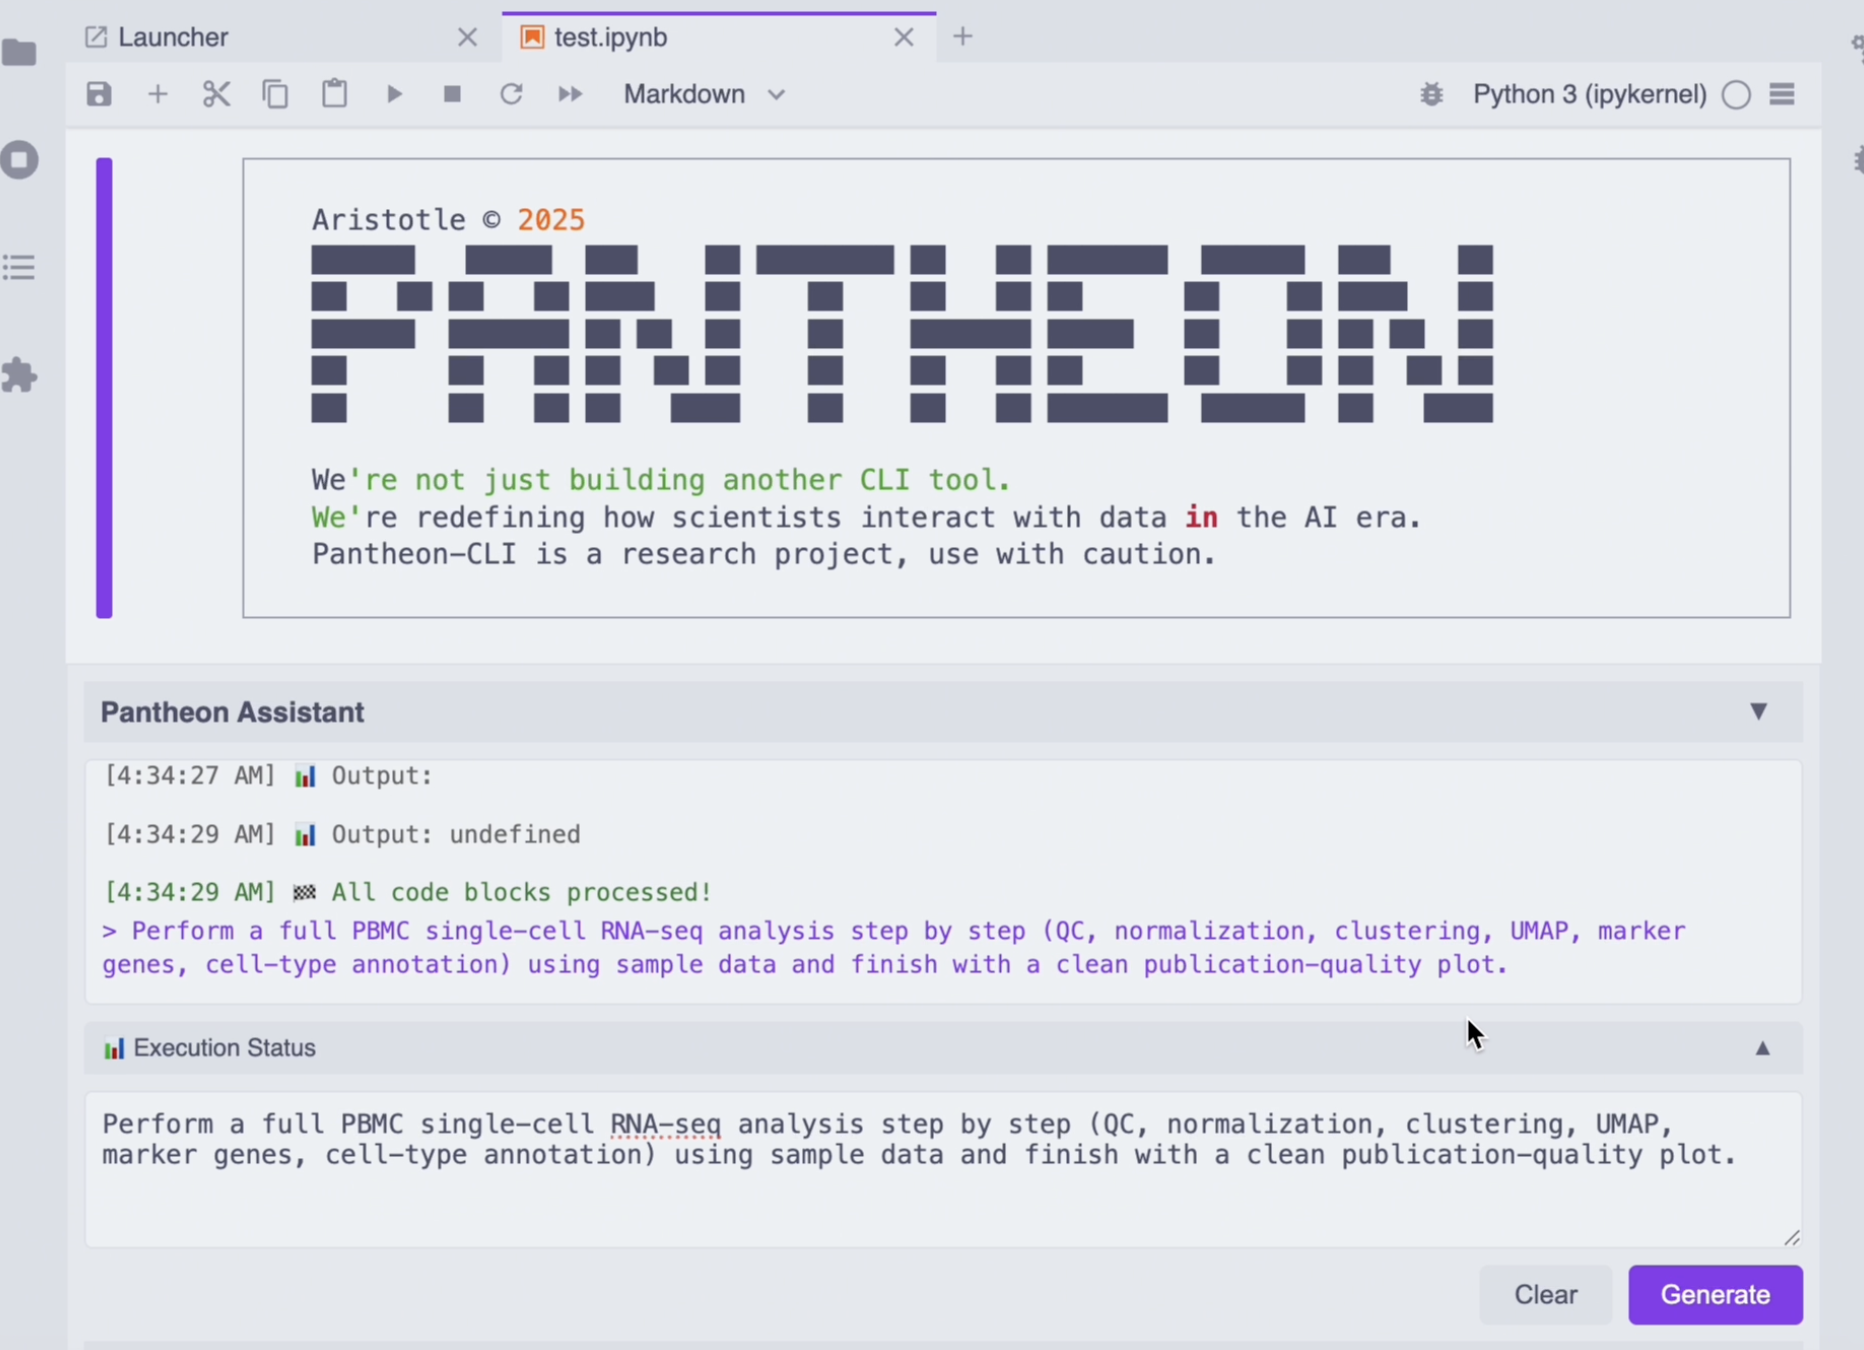 Launcher
test.ipynb
Markdown
Python 3 (ipykernel)
Aristotle © 2025
PANTHEON
We're not just building another CLI tool.
We're redefining how scientists interact with data in the AI era.
Pantheon-CLI is a research project, use with caution.
Pantheon Assistant
[4:34:27 AM] 📊 Output:
[4:34:29 AM] 📊 Output: undefined
[4:34:29 AM] 🏁 All code blocks processed!
> Perform a full PBMC single-cell RNA-seq analysis step by step (QC, normalization, clustering, UMAP, marker
genes, cell-type annotation) using sample data and finish with a clean publication-quality plot.
📊 Execution Status
Perform a full PBMC single-cell RNA-seq analysis step by step (QC, normalization, clustering, UMAP,
marker genes, cell-type annotation) using sample data and finish with a clean publication-quality plot.
Clear
Generate